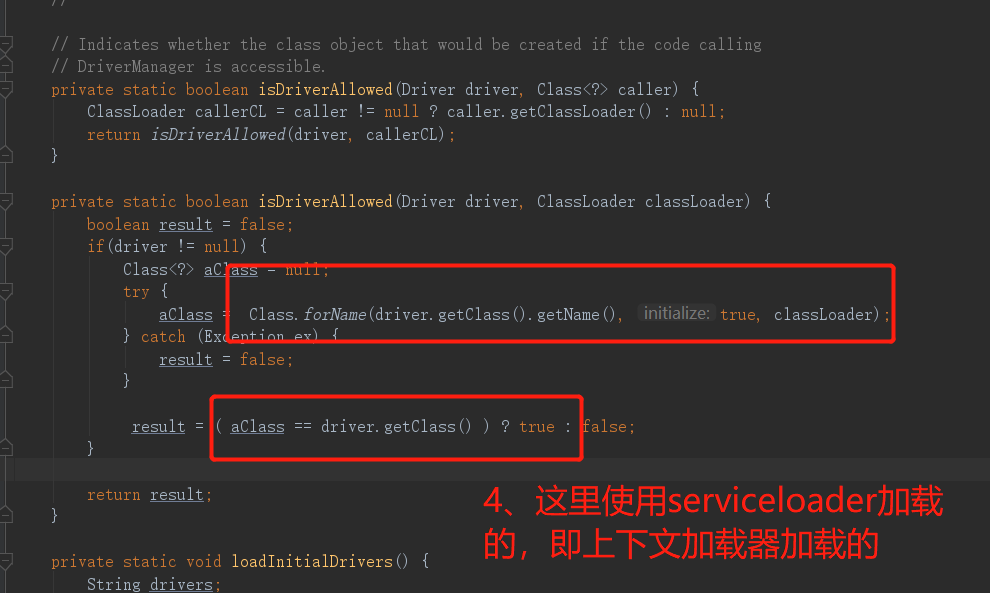 //
// Indicates whether the class object that would be created if the code calling
// DriverManager is accessible.
private static boolean isDriverAllowed(Driver driver, Class<?> caller) {
ClassLoader callerCL = caller != null ? caller.getClassLoader() : null;
return isDriverAllowed(driver, callerCL);
}
private static boolean isDriverAllowed(Driver driver, ClassLoader classLoader) {
boolean result = false;
if(driver != null) {
Class<?> aClass = null;
try {
aClass = Class.forName(driver.getClass().getName(), initialize: true, classLoader);
} catch (Exception ex) {
result = false;
}
result = ( aClass == driver.getClass() ) ? true : false;
}
return result;
}
4、这里使用serviceloader加载
的，即上下文加载器加载的
private static void loadInitialDrivers() {
String drivers;